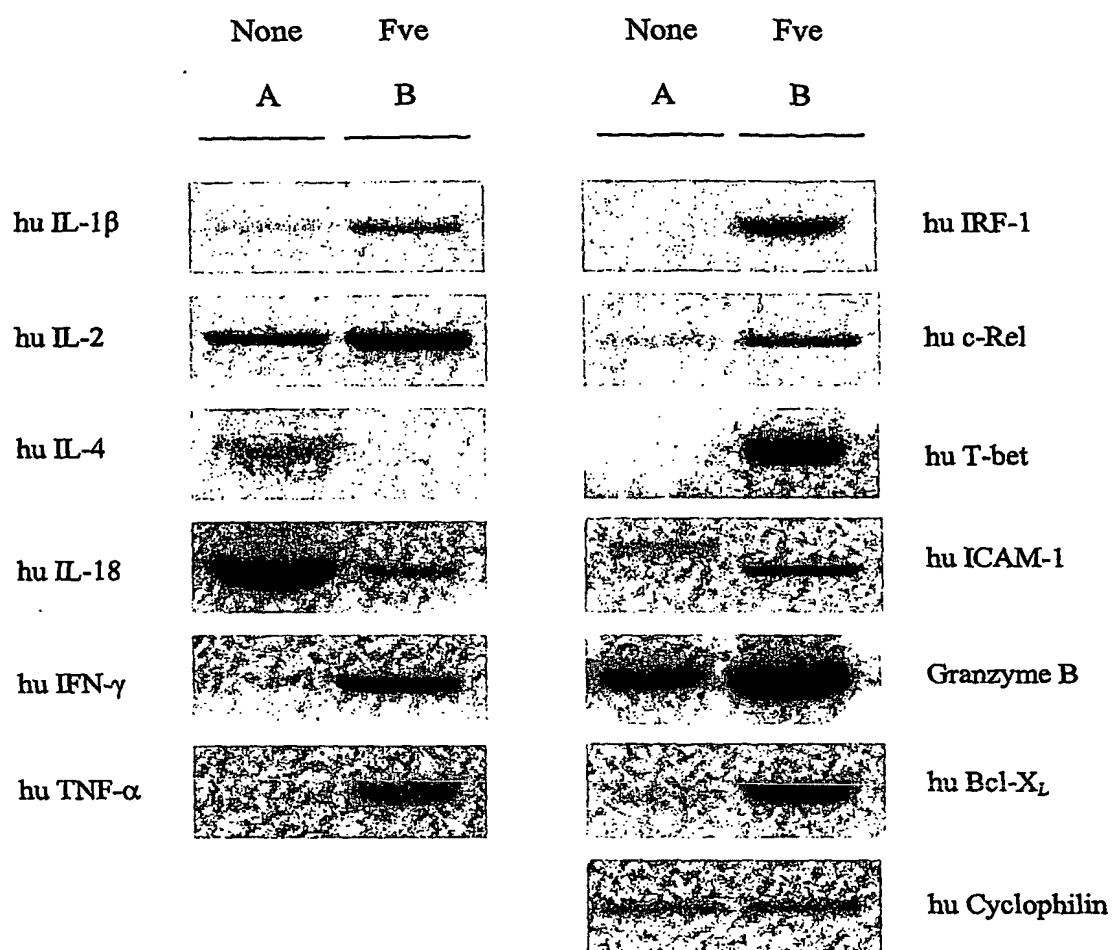 None Fve None Fve
A B A B
hu IL-1β hu IRF-1
hu IL-2 hu c-Rel
hu IL-4 hu T-bet
hu IL-18 hu ICAM-1
hu IFN-γ Granzyme B
hu TNF-α hu Bcl-X_L
hu Cyclophilin